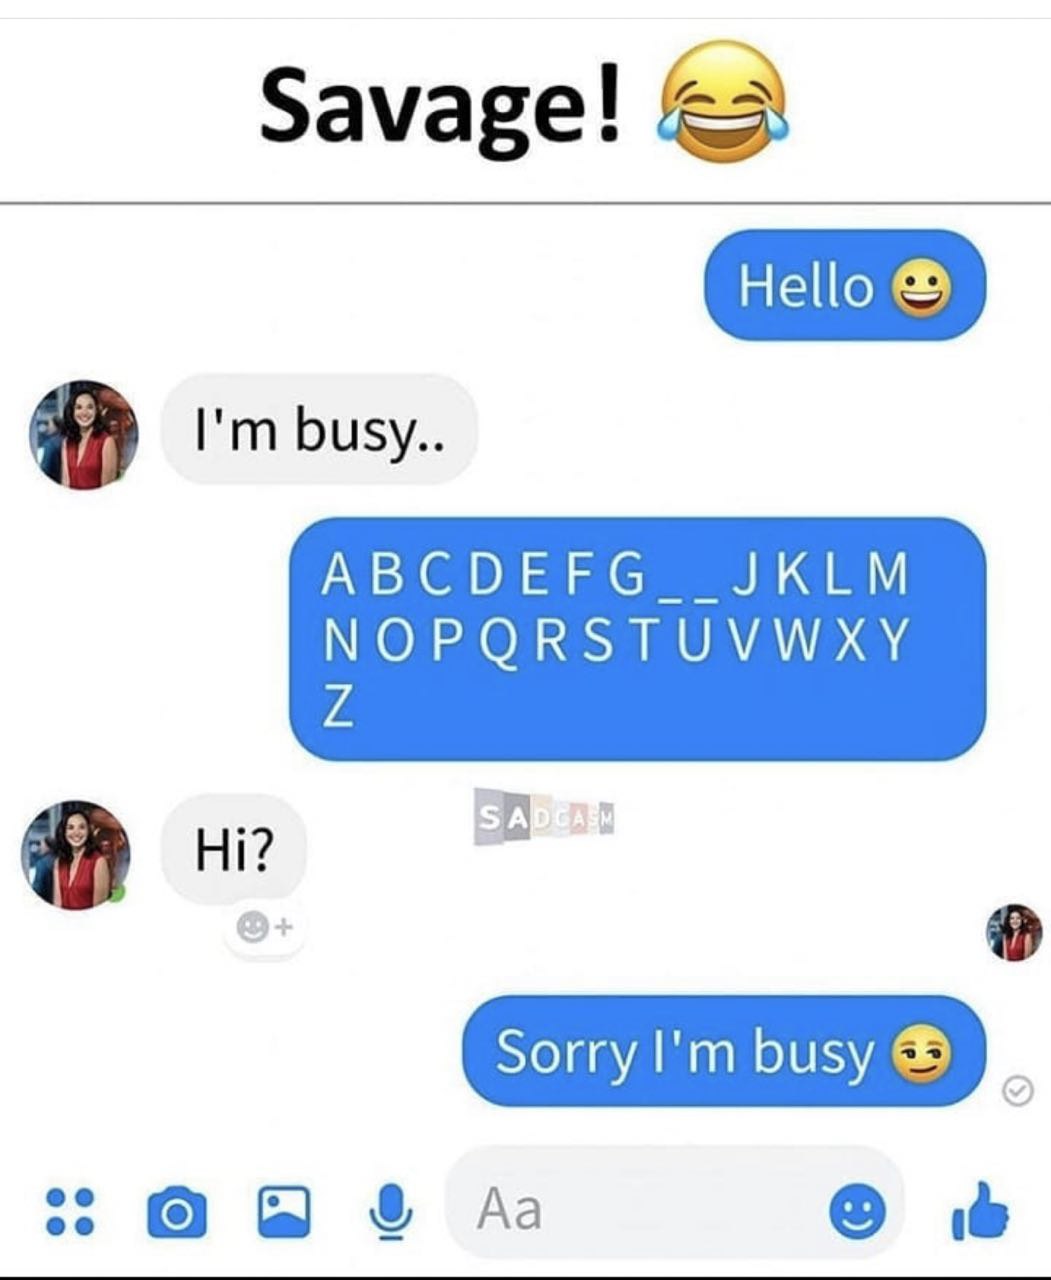 Savage! 😂
Hello 😀
I'm busy..
A B C D E F G _ _ J K L M
N O P Q R S T U V W X Y
Z
SADCASM
Hi?
Sorry I'm busy 😏
Aa